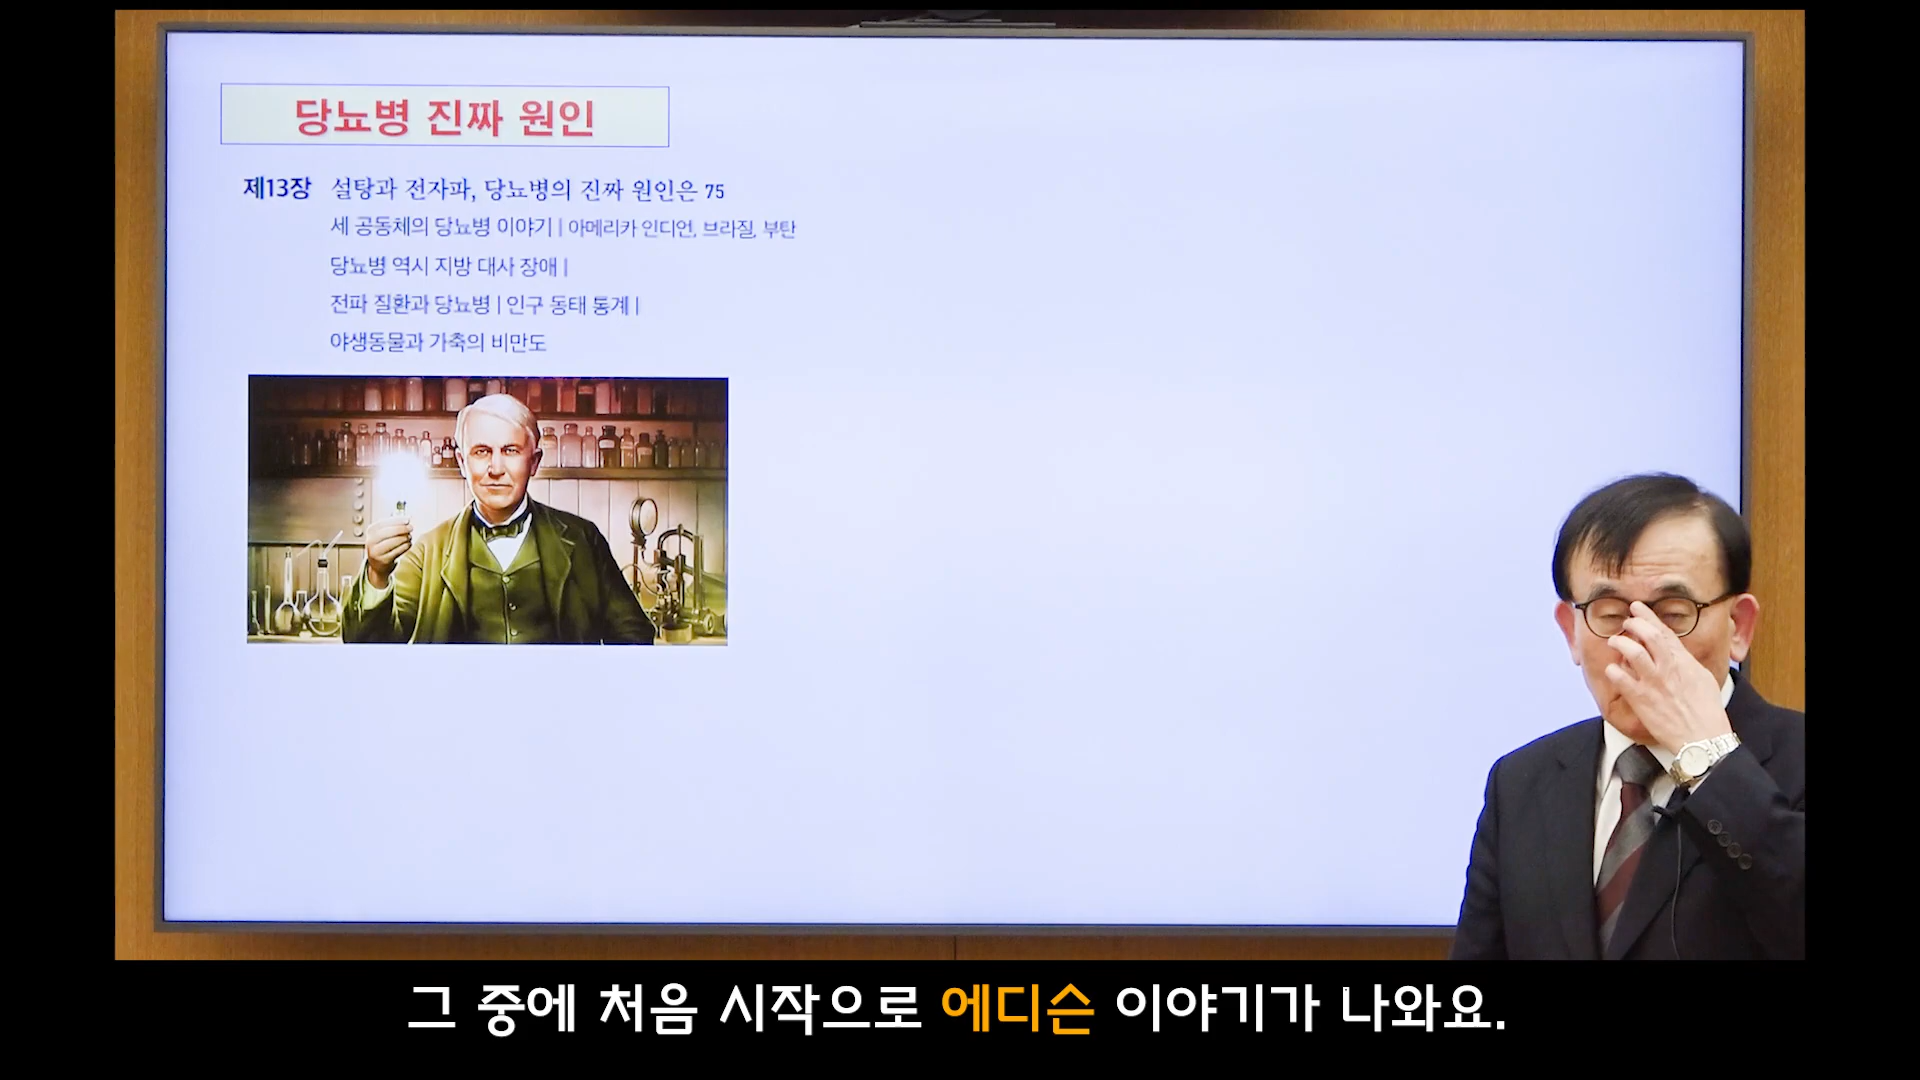 당뇨병 진짜 원인
제13장 설탕과 전자파, 당뇨병의 진짜 원인은 75
세 공동체의 당뇨병 이야기 | 아메리카 인디언, 브라질, 부탄
당뇨병 역시 지방 대사 장애 |
전파 질환과 당뇨병 | 인구 동태 통계 |
야생동물과 가축의 비만도
그 중에 처음 시작으로 에디슨 이야기가 나와요.